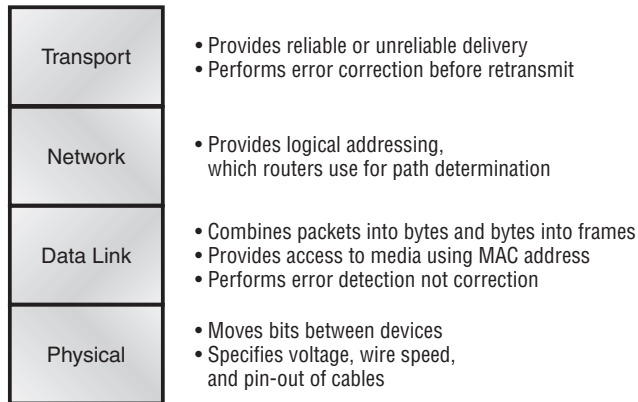 Transport
• Provides reliable or unreliable delivery
• Performs error correction before retransmit
Network
• Provides logical addressing,
which routers use for path determination
Data Link
• Combines packets into bytes and bytes into frames
• Provides access to media using MAC address
• Performs error detection not correction
Physical
• Moves bits between devices
• Specifies voltage, wire speed,
and pin-out of cables